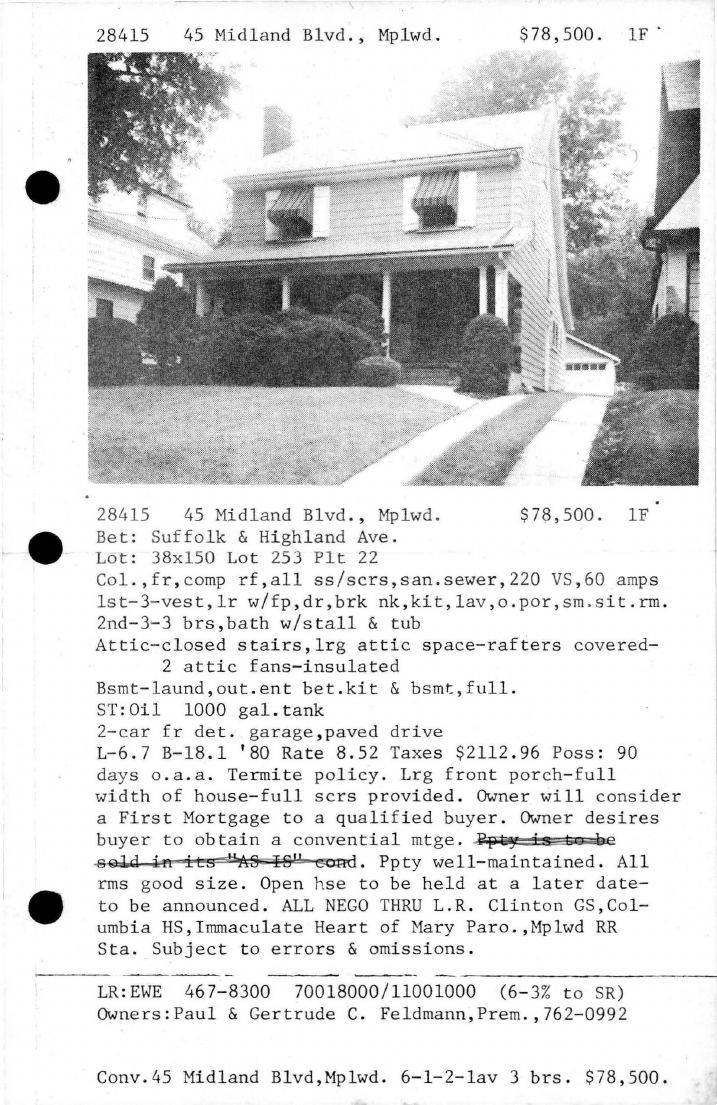 28415 45 Midland Blvd., Mplwd. $78,500. 1F
28415 45 Midland Blvd., Mplwd. $78,500. 1F
Bet: Suffolk & Highland Ave.
Lot: 38x150 Lot 253 Plt 22
Col.,fr,comp rf,all ss/scrs,san.sewer,220 VS,60 amps
1st-3-vest,lr w/fp,dr,brk nk,kit,lav,o.por,sm.sit.rm.
2nd-3-3 brs,bath w/stall & tub
Attic-closed stairs,lrg attic space-rafters covered-
2 attic fans-insulated
Bsmt-laund,out.ent bet.kit & bsmt,full.
ST:Oil 1000 gal.tank
2-car fr det. garage,paved drive
L-6.7 B-18.1 '80 Rate 8.52 Taxes $2112.96 Poss: 90
days o.a.a. Termite policy. Lrg front porch-full
width of house-full scrs provided. Owner will consider
a First Mortgage to a qualified buyer. Owner desires
buyer to obtain a convential mtge. Ppty is to be
sold in its "AS IS" cond. Ppty well-maintained. All
rms good size. Open hse to be held at a later date-
to be announced. ALL NEGO THRU L.R. Clinton GS,Col-
umbia HS,Immaculate Heart of Mary Paro.,Mplwd RR
Sta. Subject to errors & omissions.
LR:EWE 467-8300 70018000/11001000 (6-3% to SR)
Owners:Paul & Gertrude C. Feldmann,Prem.,762-0992
Conv.45 Midland Blvd,Mplwd. 6-1-2-lav 3 brs. $78,500.